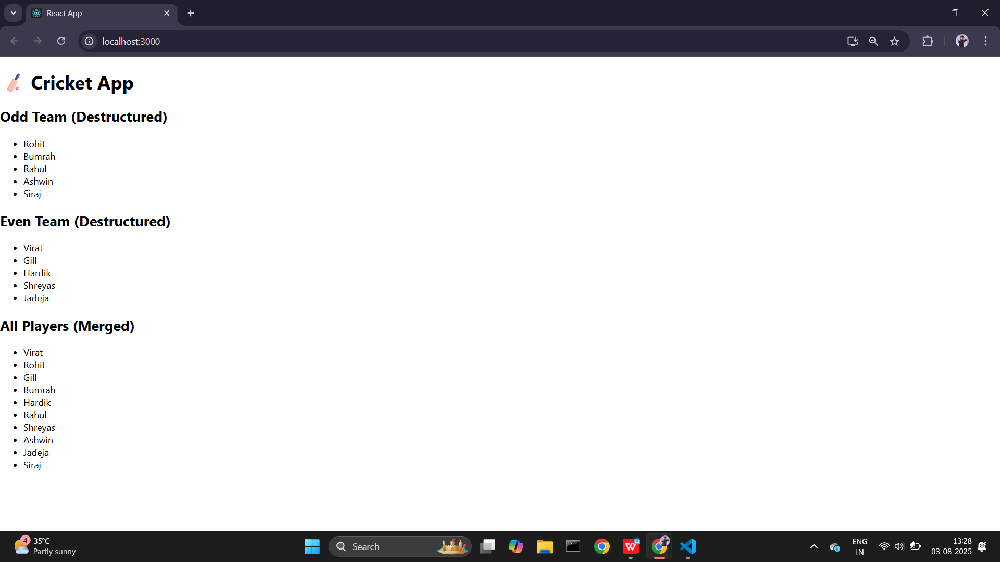 React App
localhost:3000
Cricket App
Odd Team (Destructured)
Rohit
Bumrah
Rahul
Ashwin
Siraj
Even Team (Destructured)
Virat
Gill
Hardik
Shreyas
Jadeja
All Players (Merged)
Virat
Rohit
Gill
Bumrah
Hardik
Rahul
Shreyas
Ashwin
Jadeja
Siraj
4
35°C
Partly sunny
Search
ENG
IN
13:28
03-08-2025